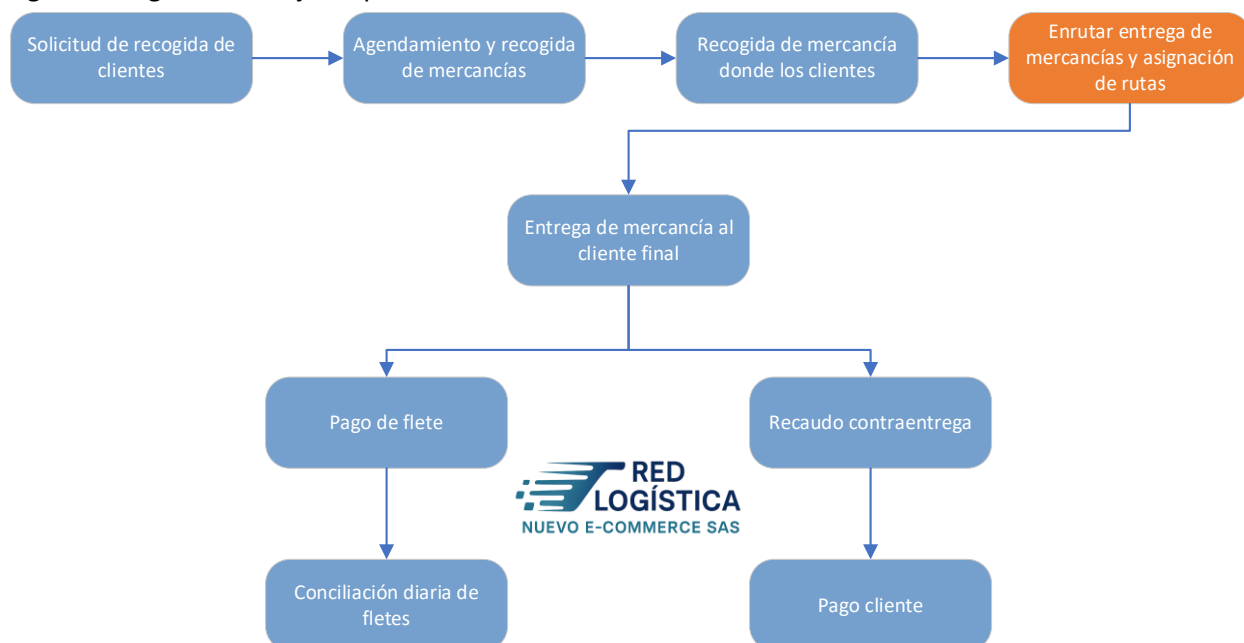 Solicitud de recogida de
clientes
Agendamiento y recogida
de mercancías
Recogida de mercancía
donde los clientes
Enrutar entrega de
mercancías y asignación
de rutas
Entrega de mercancía al
cliente final
Pago de flete
Recaudo contraentrega
RED
LOGÍSTICA
NUEVO E-COMMERCE SAS
Conciliación diaria de
fletes
Pago cliente